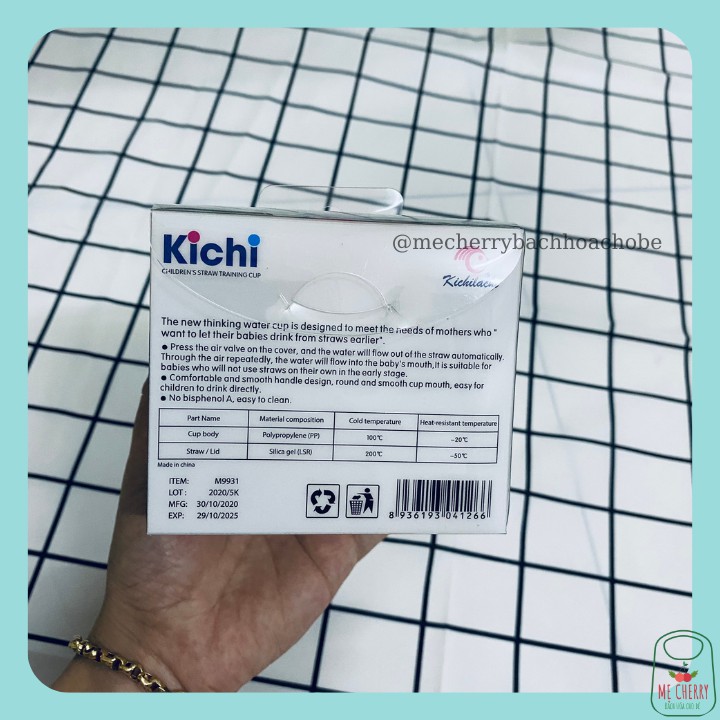 Kichi
CHILDREN'S STRAW TRAINING CUP
@mecherrybachhoachobe
The new thinking water cup is designed to meet the needs of mothers who "
want to let their babies drink from straws earlier".
● Press the air valve on the cover, and the water will flow out of the straw automatically.
Through the air repeatedly, the water will flow into the baby's mouth,It is suitable for
babies who will not use straws on their own in the early stage.
● Comfortable and smooth handle design, round and smooth cup mouth, easy for
children to drink directly.
● No bisphenol A, easy to clean.
Part Name Material composition Cold temperature Heat-resistant temperature
Cup body Polypropylene (PP) 100℃ -20℃
Straw / Lid Silica gel (LSR) 200℃ -50℃
Made in china
ITEM: M9931
LOT : 2020/5K
MFG: 30/10/2020
EXP: 29/10/2025
8 936193 041266
ME CHERRY
BÁCH HÓA CHO BÉ